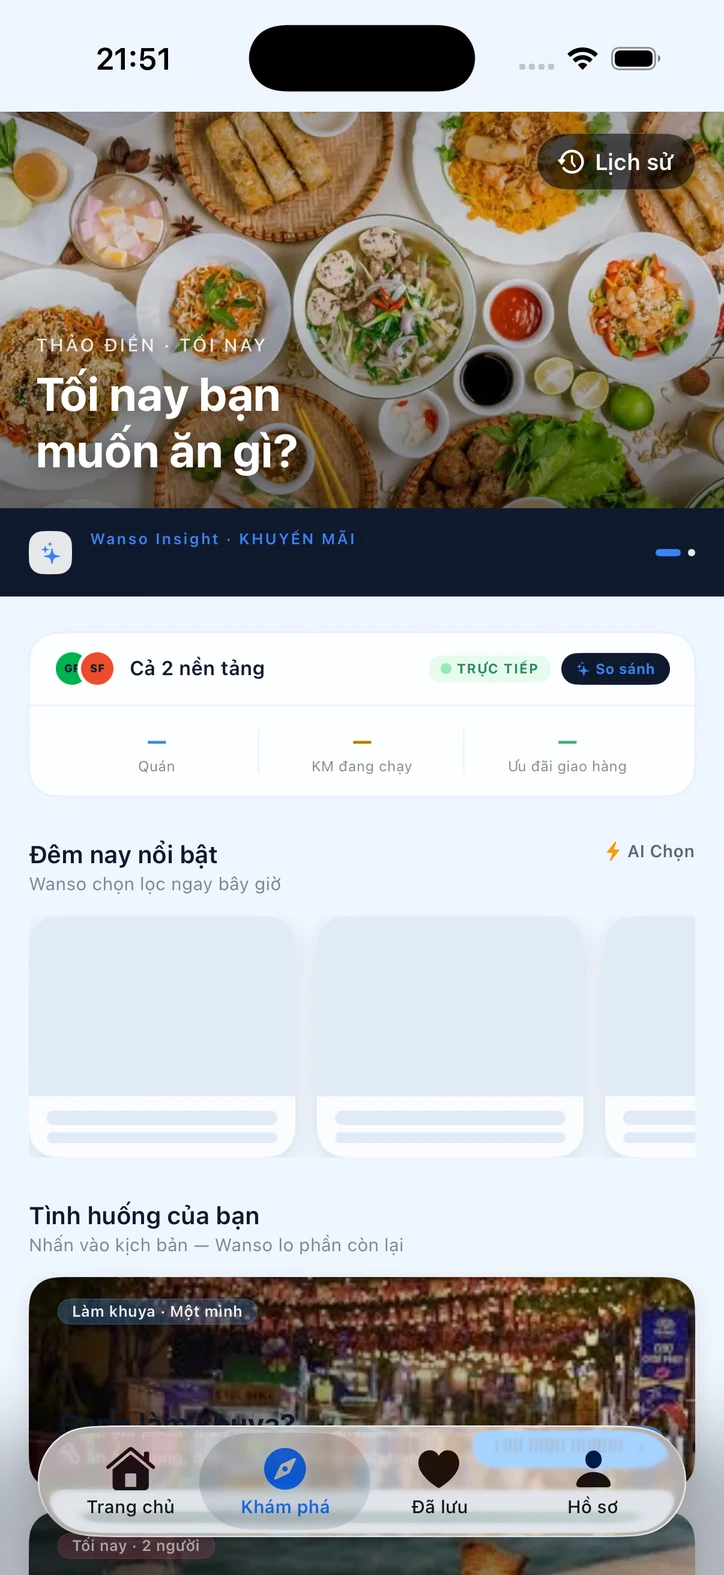 21:51
Lịch sử
THẢO ĐIỀN · TỐI NAY
Tối nay bạn
muốn ăn gì?
Wanso Insight · KHUYẾN MÃI
SF
Cả 2 nền tảng
TRỰC TIẾP
So sánh
Quán
KM đang chạy
Ưu đãi giao hàng
Đêm nay nổi bật
AI Chọn
Wanso chọn lọc ngay bây giờ
Tình huống của bạn
Nhấn vào kịch bản — Wanso lo phần còn lại
Làm khuya · Một mình
Đang làm khuya?
Trang chủ
Khám phá
Đã lưu
Hồ sơ
Tối nay · 2 người